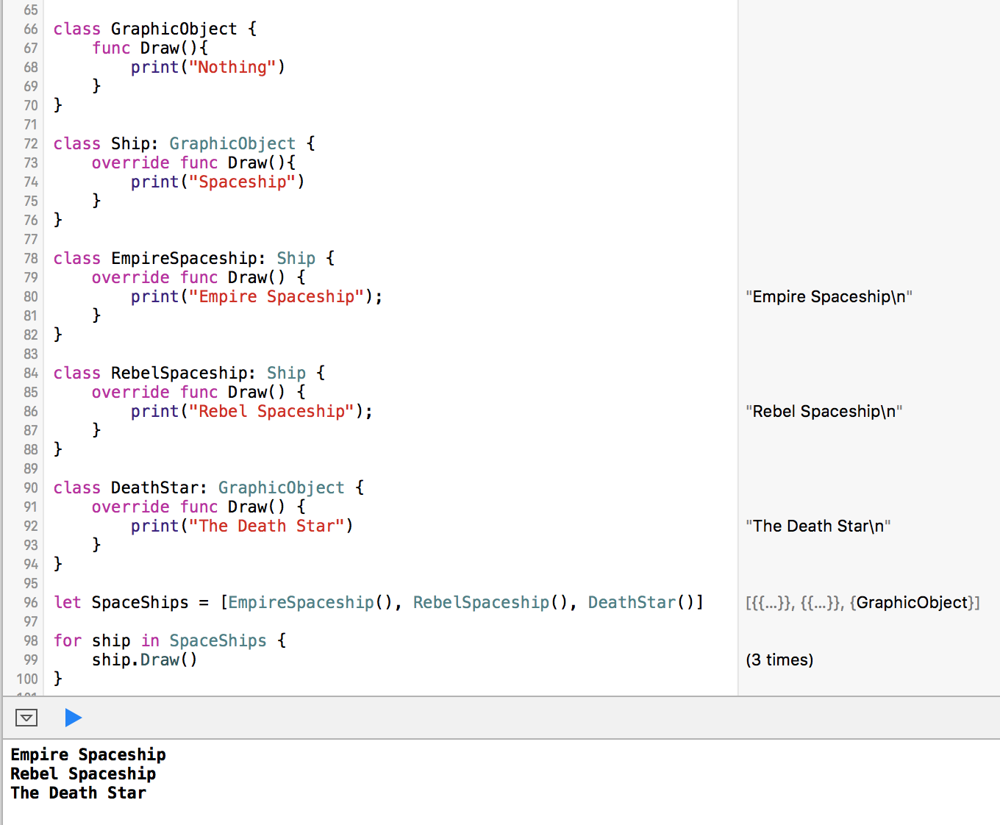 65
66 class GraphicObject {
67     func Draw(){
68         print("Nothing")
69     }
70 }
71
72 class Ship: GraphicObject {
73     override func Draw(){
74         print("Spaceship")
75     }
76 }
77
78 class EmpireSpaceship: Ship {
79     override func Draw() {
80         print("Empire Spaceship"); "Empire Spaceship\n"
81     }
82 }
83
84 class RebelSpaceship: Ship {
85     override func Draw() {
86         print("Rebel Spaceship"); "Rebel Spaceship\n"
87     }
88 }
89
90 class DeathStar: GraphicObject {
91     override func Draw() {
92         print("The Death Star") "The Death Star\n"
93     }
94 }
95
96 let SpaceShips = [EmpireSpaceship(), RebelSpaceship(), DeathStar()] [{{...}}, {{...}}, {GraphicObject}]
97
98 for ship in SpaceShips {
99     ship.Draw() (3 times)
100 }
Empire Spaceship
Rebel Spaceship
The Death Star